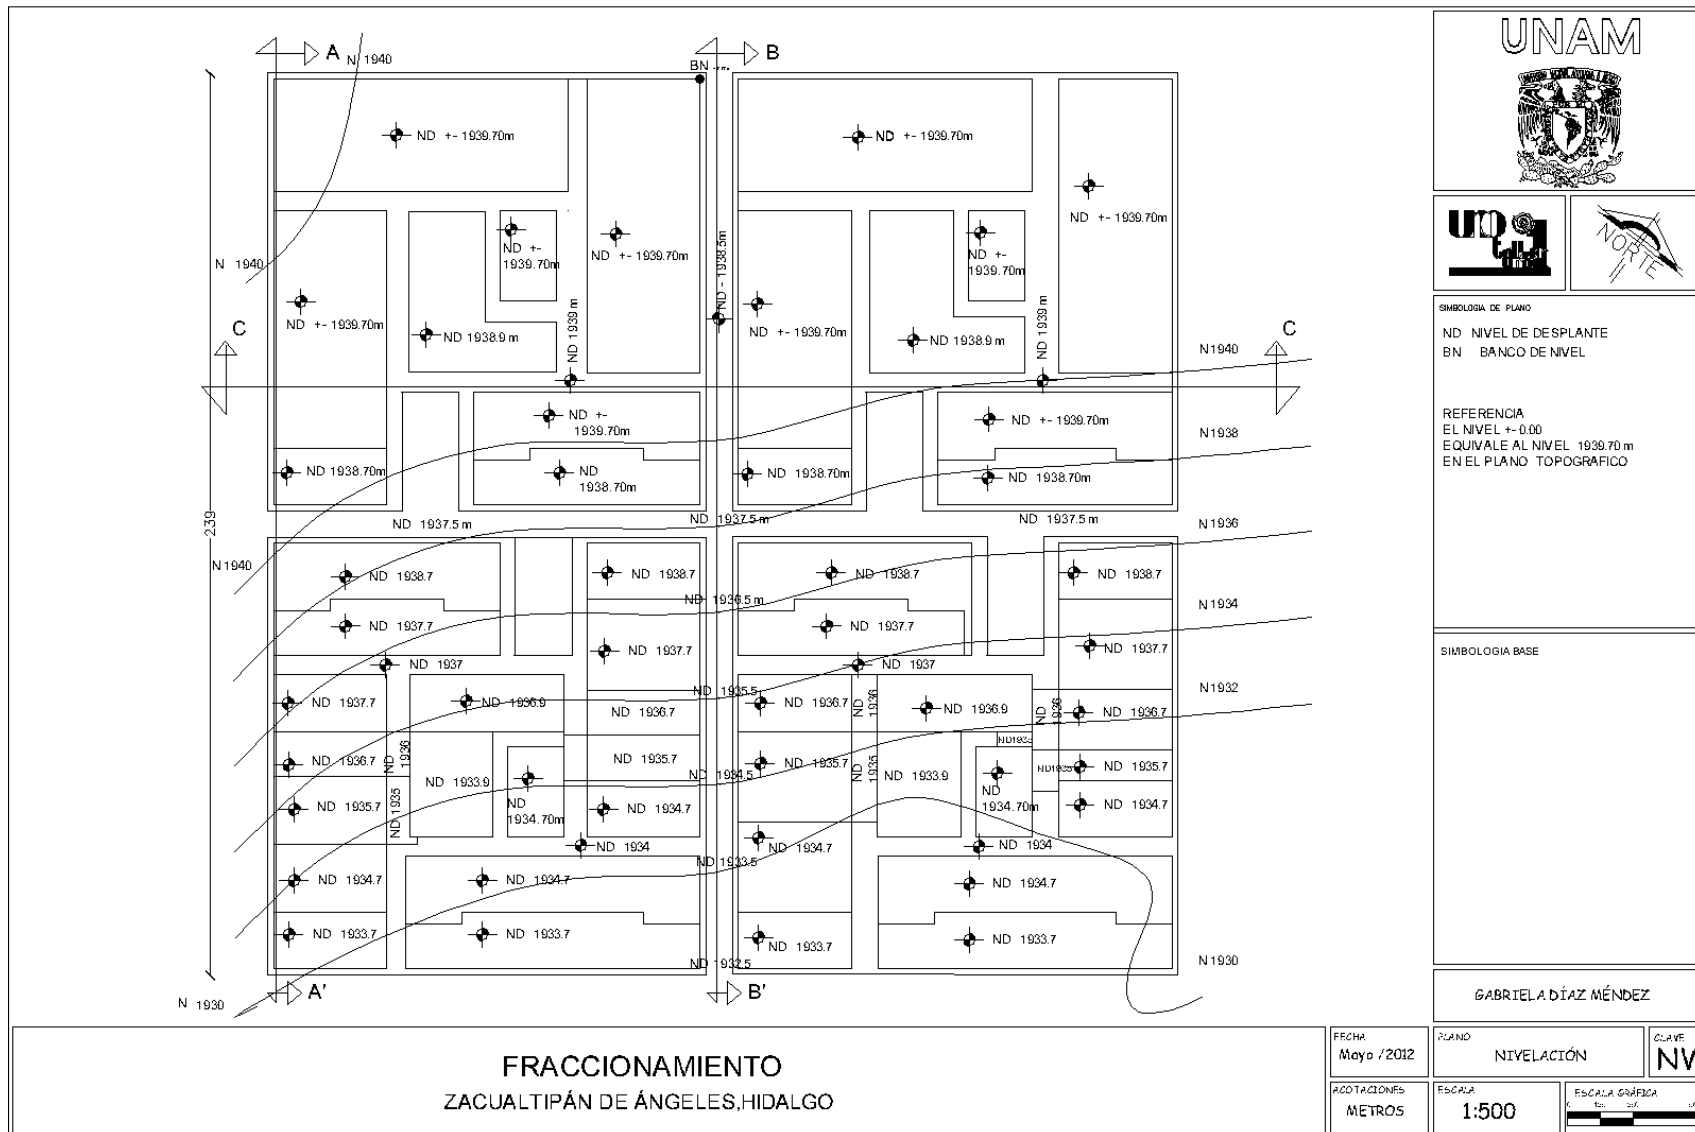 A
N 1940
B
BN
ND +- 1939.70m
ND +- 1939.70m
ND +- 1939.70m
ND +-
1939.70m
ND +- 1939.70m
ND - 1938.5m
ND +-
1939.70m
N 1940
ND +- 1939.70m
ND 1938.9 m
ND 1939 m
ND +- 1939.70m
ND 1938.9 m
ND 1939 m
C
C
N1940
ND +-
1939.70m
ND +- 1939.70m
N1938
ND 1938.70m
ND
1938.70m
ND 1938.70m
ND 1938.70m
239
ND 1937.5 m
ND 1937.5 m
ND 1937.5 m
N1936
N1940
ND 1938.7
ND 1938.7
ND 1938.7
ND 1938.7
ND 1936.5 m
N1934
ND 1937.7
ND 1937.7
ND 1937.7
ND 1937.7
ND 1937
ND 1937
N1932
ND 1937.7
ND 1936.9
ND 1935.5
ND 1936.7
ND 1936.7
ND 1936
ND 1936.9
ND 1936
ND 1936.7
ND 1936.7
ND 1936
ND 1933.9
ND 1935.7
ND 1934.5
ND 1935.7
ND 1935
ND 1933.9
ND1935
ND1935
ND 1935.7
ND 1935.7
ND 1935
ND
1934.70m
ND 1934.7
ND
1934.70m
ND 1934.7
ND 1934
ND 1933.5
ND 1934.7
ND 1934
ND 1934.7
ND 1934.7
ND 1934.7
ND 1933.7
ND 1933.7
ND 1932.5
ND 1933.7
ND 1933.7
N1930
A'
B'
N 1930
UNAM
NORTE
SIMBOLOGIA DE PLANO
ND NIVEL DE DESPLANTE
BN BANCO DE NIVEL
REFERENCIA
EL NIVEL +- 0.00
EQUIVALE AL NIVEL 1939.70 m
EN EL PLANO TOPOGRAFICO
SIMBOLOGIA BASE
GABRIELA DÍAZ MÉNDEZ
FRACCIONAMIENTO
ZACUALTIPÁN DE ÁNGELES,HIDALGO
FECHA
Mayo /2012
PLANO
NIVELACIÓN
CLAVE
NV
ACOTACIONES
METROS
ESCALA
1:500
ESCALA GRÁFICA